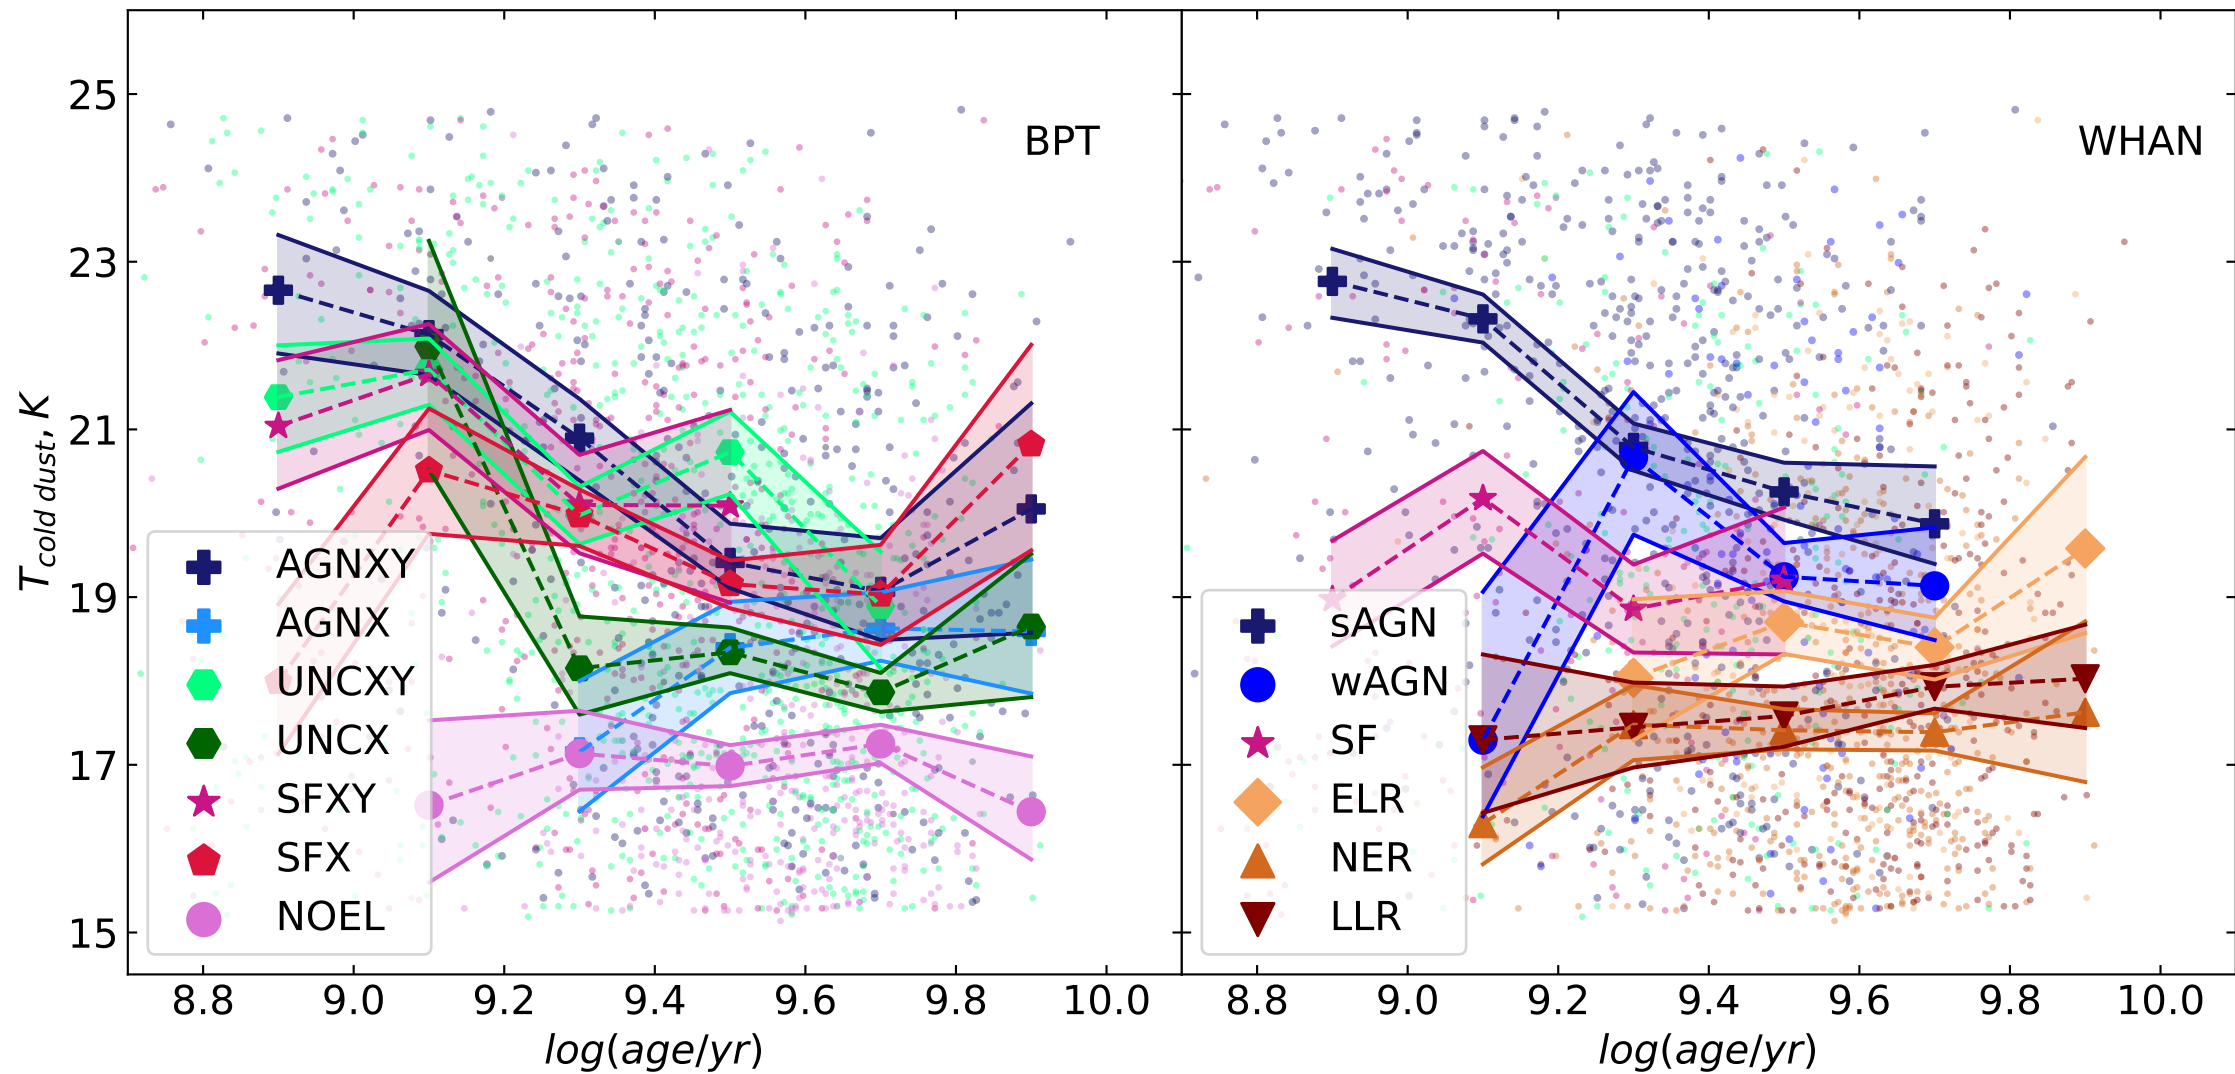 BPT
WHAN
25
23
21
19
17
15
T_cold dust, K
AGNXY
AGNX
UNCXY
UNCX
SFXY
SFX
NOEL
sAGN
wAGN
SF
ELR
NER
LLR
8.8 9.0 9.2 9.4 9.6 9.8 10.0
8.8 9.0 9.2 9.4 9.6 9.8 10.0
log(age/yr)
log(age/yr)